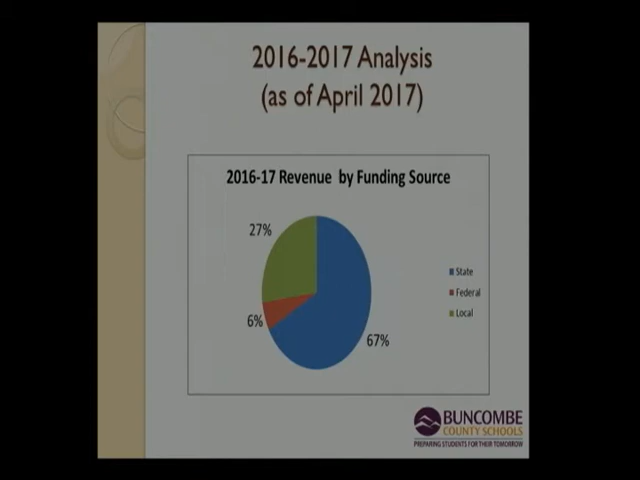 2016-2017 Analysis
(as of April 2017)
2016-17 Revenue by Funding Source
27%
State
Federal
Local
6%
67%
BUNCOMBE
COUNTY SCHOOLS
PREPARING STUDENTS FOR THEIR TOMORROW